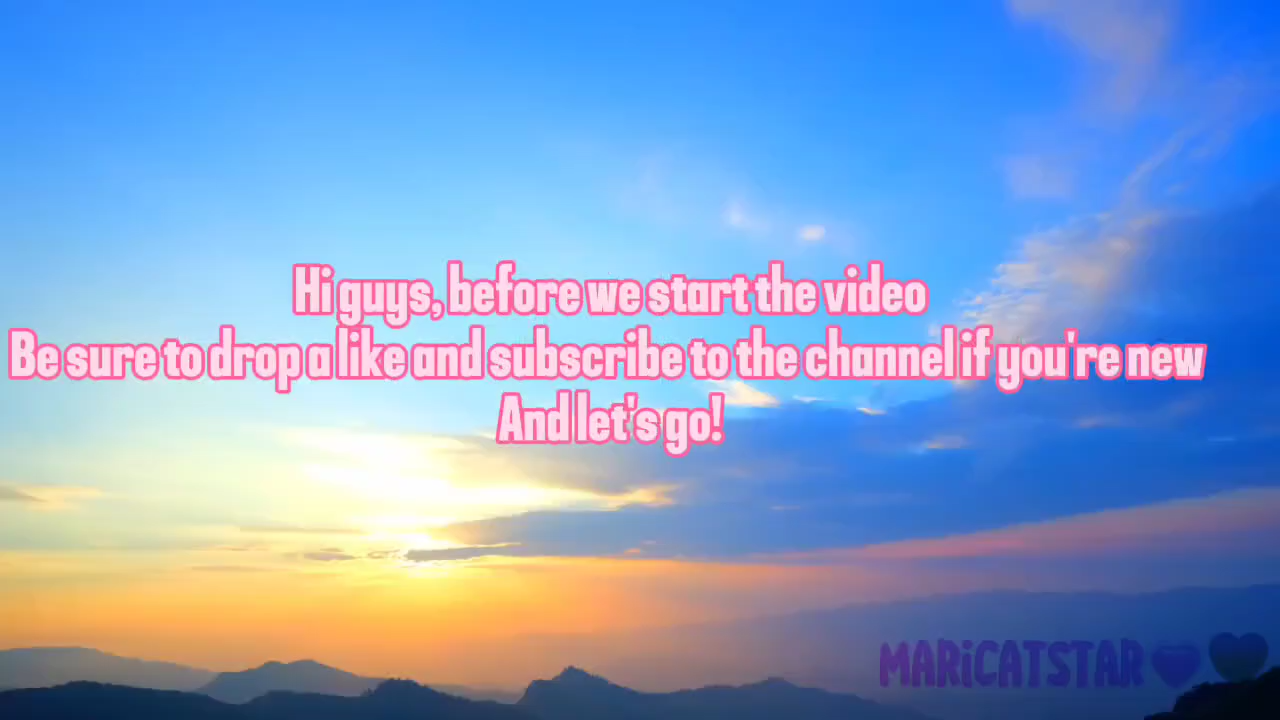 Hi guys, before we start the video
Be sure to drop a like and subscribe to the channel if you're new
And let's go!
MARiCATSTAR💜🖤